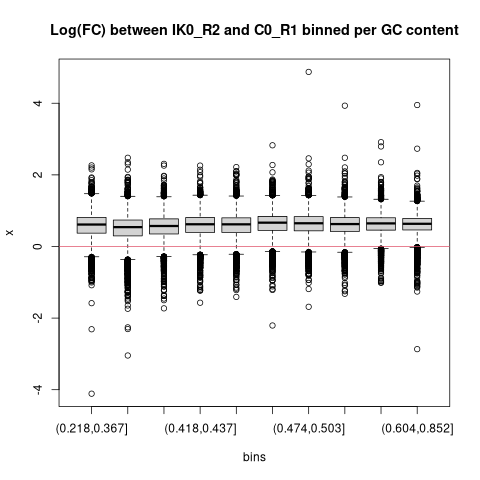 Log(FC) between IK0_R2 and C0_R1 binned per GC content
x
4
2
0
-2
-4
(0.218,0.367] (0.418,0.437] (0.474,0.503] (0.604,0.852]
bins